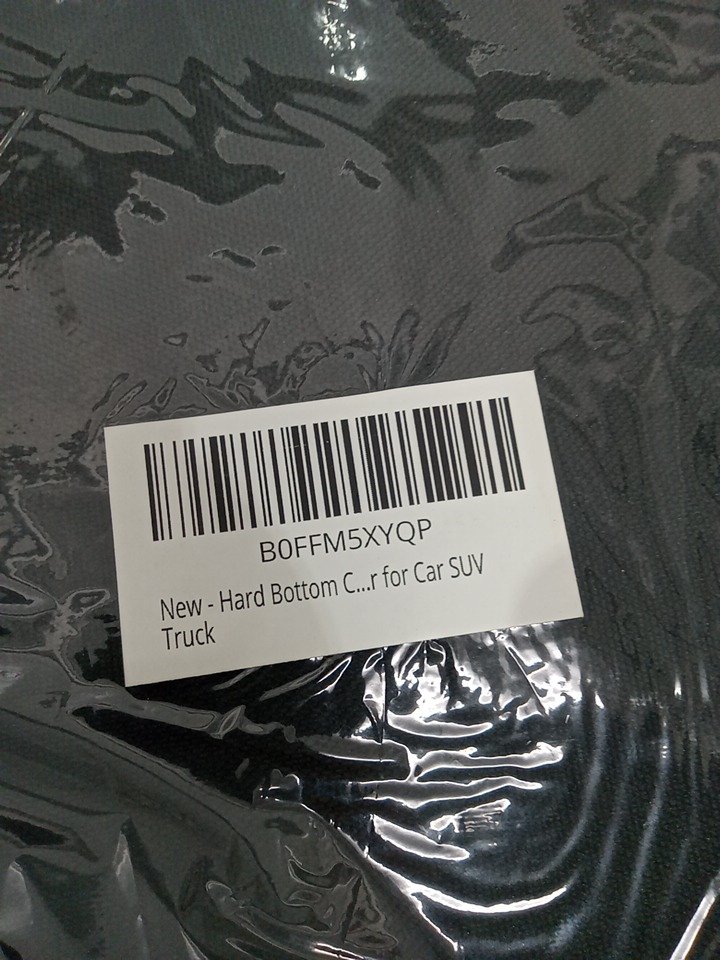 B0FFM5XYQP
New - Hard Bottom C...r for Car SUV
Truck